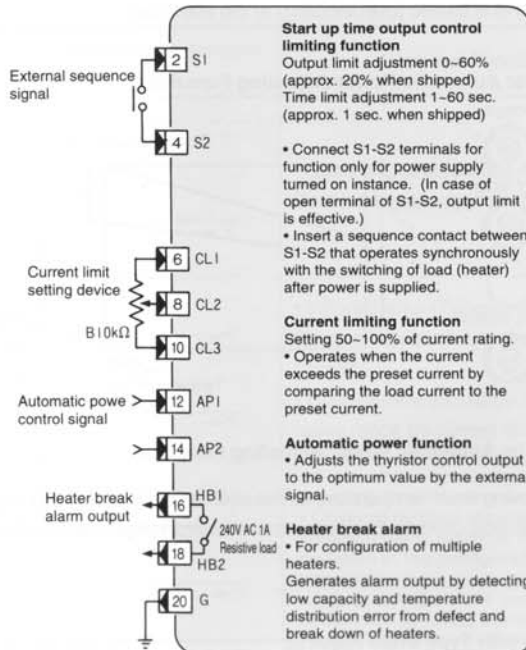 Start up time output control
limiting function
Output limit adjustment 0~60%
(approx. 20% when shipped)
Time limit adjustment 1~60 sec.
(approx. 1 sec. when shipped)
• Connect S1-S2 terminals for
function only for power supply
turned on instance. (In case of
open terminal of S1-S2, output limit
is effective.)
• Insert a sequence contact between
S1-S2 that operates synchronously
with the switching of load (heater)
after power is supplied.
Current limiting function
Setting 50~100% of current rating.
• Operates when the current
exceeds the preset current by
comparing the load current to the
preset current.
Automatic power function
• Adjusts the thyristor control output
to the optimum value by the external
signal.
Heater break alarm
• For configuration of multiple
heaters.
Generates alarm output by detecting
low capacity and temperature
distribution error from defect and
break down of heaters.
External sequence
signal
2 S1
4 S2
Current limit
setting device
B10kΩ
6 CL1
8 CL2
10 CL3
Automatic powe
control signal
12 AP1
14 AP2
Heater break
alarm output
16 HB1
240V AC 1A
Resistive load
18 HB2
20 G